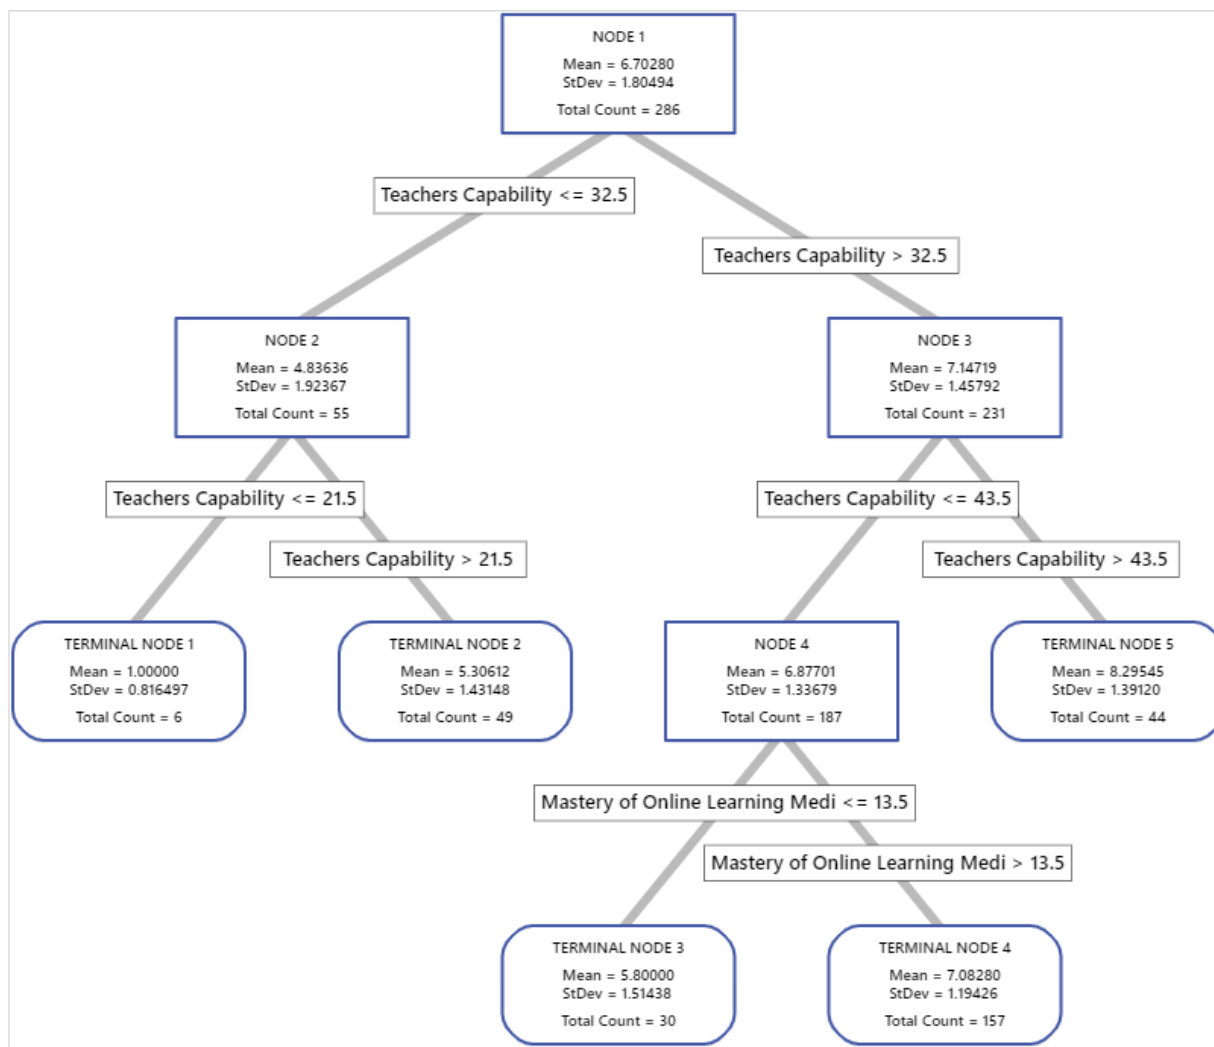 NODE 1
Mean = 6.70280
StDev = 1.80494
Total Count = 286
Teachers Capability <= 32.5
Teachers Capability > 32.5
NODE 2
Mean = 4.83636
StDev = 1.92367
Total Count = 55
NODE 3
Mean = 7.14719
StDev = 1.45792
Total Count = 231
Teachers Capability <= 21.5
Teachers Capability > 21.5
Teachers Capability <= 43.5
Teachers Capability > 43.5
TERMINAL NODE 1
Mean = 1.00000
StDev = 0.816497
Total Count = 6
TERMINAL NODE 2
Mean = 5.30612
StDev = 1.43148
Total Count = 49
NODE 4
Mean = 6.87701
StDev = 1.33679
Total Count = 187
TERMINAL NODE 5
Mean = 8.29545
StDev = 1.39120
Total Count = 44
Mastery of Online Learning Medi <= 13.5
Mastery of Online Learning Medi > 13.5
TERMINAL NODE 3
Mean = 5.80000
StDev = 1.51438
Total Count = 30
TERMINAL NODE 4
Mean = 7.08280
StDev = 1.19426
Total Count = 157